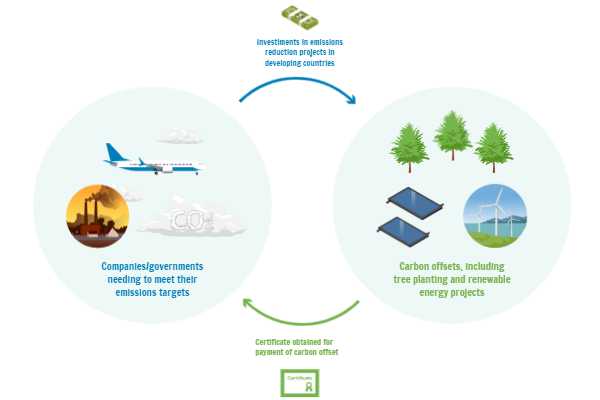 Investments in emissions
reduction projects in
developing countries
CO₂
Companies/governments
needing to meet their
emissions targets
Carbon offsets, including
tree planting and renewable
energy projects
Certificate obtained for
payment of carbon offset
Certificate